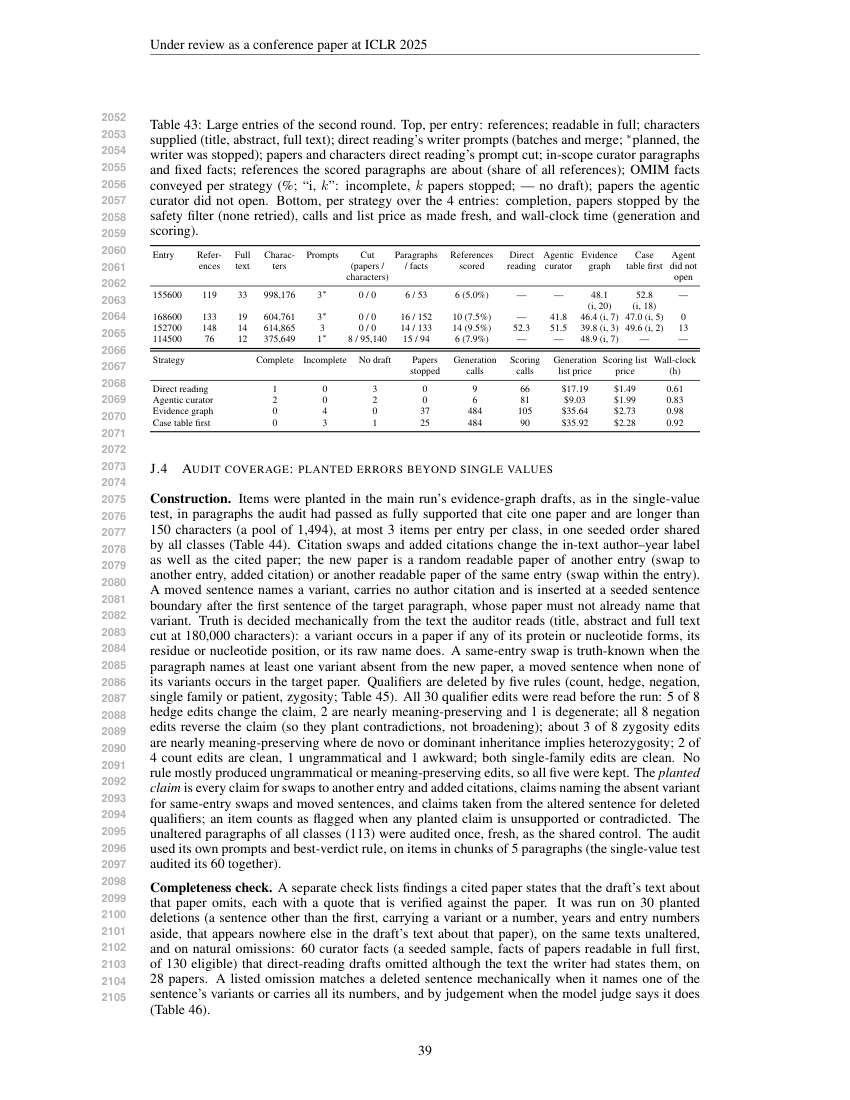 Under review as a conference paper at ICLR 2025
2052
2053
2054
2055
2056
2057
2058
2059
2060
2061
2062
2063
2064
2065
2066
2067
2068
2069
2070
2071
2072
2073
2074
2075
2076
2077
2078
2079
2080
2081
2082
2083
2084
2085
2086
2087
2088
2089
2090
2091
2092
2093
2094
2095
2096
2097
2098
2099
2100
2101
2102
2103
2104
2105
Table 43: Large entries of the second round. Top, per entry: references; readable in full; characters
supplied (title, abstract, full text); direct reading's writer prompts (batches and merge; *planned, the
writer was stopped); papers and characters direct reading's prompt cut; in-scope curator paragraphs
and fixed facts; references the scored paragraphs are about (share of all references); OMIM facts
conveyed per strategy (%; "i, k": incomplete, k papers stopped; — no draft); papers the agentic
curator did not open. Bottom, per strategy over the 4 entries: completion, papers stopped by the
safety filter (none retried), calls and list price as made fresh, and wall-clock time (generation and
scoring).
Entry Refer- Full Charac- Prompts Cut Paragraphs References Direct Agentic Evidence Case Agent
ences text ters (papers / / facts scored reading curator graph table first did not
characters) open
155600 119 33 998,176 3* 0 / 0 6 / 53 6 (5.0%) — — 48.1 52.8 —
(i, 20) (i, 18)
168600 133 19 604,761 3* 0 / 0 16 / 152 10 (7.5%) — 41.8 46.4 (i, 7) 47.0 (i, 5) 0
152700 148 14 614,865 3 0 / 0 14 / 133 14 (9.5%) 52.3 51.5 39.8 (i, 3) 49.6 (i, 2) 13
114500 76 12 375,649 1* 8 / 95,140 15 / 94 6 (7.9%) — — 48.9 (i, 7) — —
Strategy Complete Incomplete No draft Papers Generation Scoring Generation Scoring list Wall-clock
stopped calls calls list price price (h)
Direct reading 1 0 3 0 9 66 $17.19 $1.49 0.61
Agentic curator 2 0 2 0 6 81 $9.03 $1.99 0.83
Evidence graph 0 4 0 37 484 105 $35.64 $2.73 0.98
Case table first 0 3 1 25 484 90 $35.92 $2.28 0.92
J.4 AUDIT COVERAGE: PLANTED ERRORS BEYOND SINGLE VALUES
Construction. Items were planted in the main run's evidence-graph drafts, as in the single-value
test, in paragraphs the audit had passed as fully supported that cite one paper and are longer than
150 characters (a pool of 1,494), at most 3 items per entry per class, in one seeded order shared
by all classes (Table 44). Citation swaps and added citations change the in-text author–year label
as well as the cited paper; the new paper is a random readable paper of another entry (swap to
another entry, added citation) or another readable paper of the same entry (swap within the entry).
A moved sentence names a variant, carries no author citation and is inserted at a seeded sentence
boundary after the first sentence of the target paragraph, whose paper must not already name that
variant. Truth is decided mechanically from the text the auditor reads (title, abstract and full text
cut at 180,000 characters): a variant occurs in a paper if any of its protein or nucleotide forms, its
residue or nucleotide position, or its raw name does. A same-entry swap is truth-known when the
paragraph names at least one variant absent from the new paper, a moved sentence when none of
its variants occurs in the target paper. Qualifiers are deleted by five rules (count, hedge, negation,
single family or patient, zygosity; Table 45). All 30 qualifier edits were read before the run: 5 of 8
hedge edits change the claim, 2 are nearly meaning-preserving and 1 is degenerate; all 8 negation
edits reverse the claim (so they plant contradictions, not broadening); about 3 of 8 zygosity edits
are nearly meaning-preserving where de novo or dominant inheritance implies heterozygosity; 2 of
4 count edits are clean, 1 ungrammatical and 1 awkward; both single-family edits are clean. No
rule mostly produced ungrammatical or meaning-preserving edits, so all five were kept. The planted
claim is every claim for swaps to another entry and added citations, claims naming the absent variant
for same-entry swaps and moved sentences, and claims taken from the altered sentence for deleted
qualifiers; an item counts as flagged when any planted claim is unsupported or contradicted. The
unaltered paragraphs of all classes (113) were audited once, fresh, as the shared control. The audit
used its own prompts and best-verdict rule, on items in chunks of 5 paragraphs (the single-value test
audited its 60 together).
Completeness check. A separate check lists findings a cited paper states that the draft's text about
that paper omits, each with a quote that is verified against the paper. It was run on 30 planted
deletions (a sentence other than the first, carrying a variant or a number, years and entry numbers
aside, that appears nowhere else in the draft's text about that paper), on the same texts unaltered,
and on natural omissions: 60 curator facts (a seeded sample, facts of papers readable in full first,
of 130 eligible) that direct-reading drafts omitted although the text the writer had states them, on
28 papers. A listed omission matches a deleted sentence mechanically when it names one of the
sentence's variants or carries all its numbers, and by judgement when the model judge says it does
(Table 46).
39